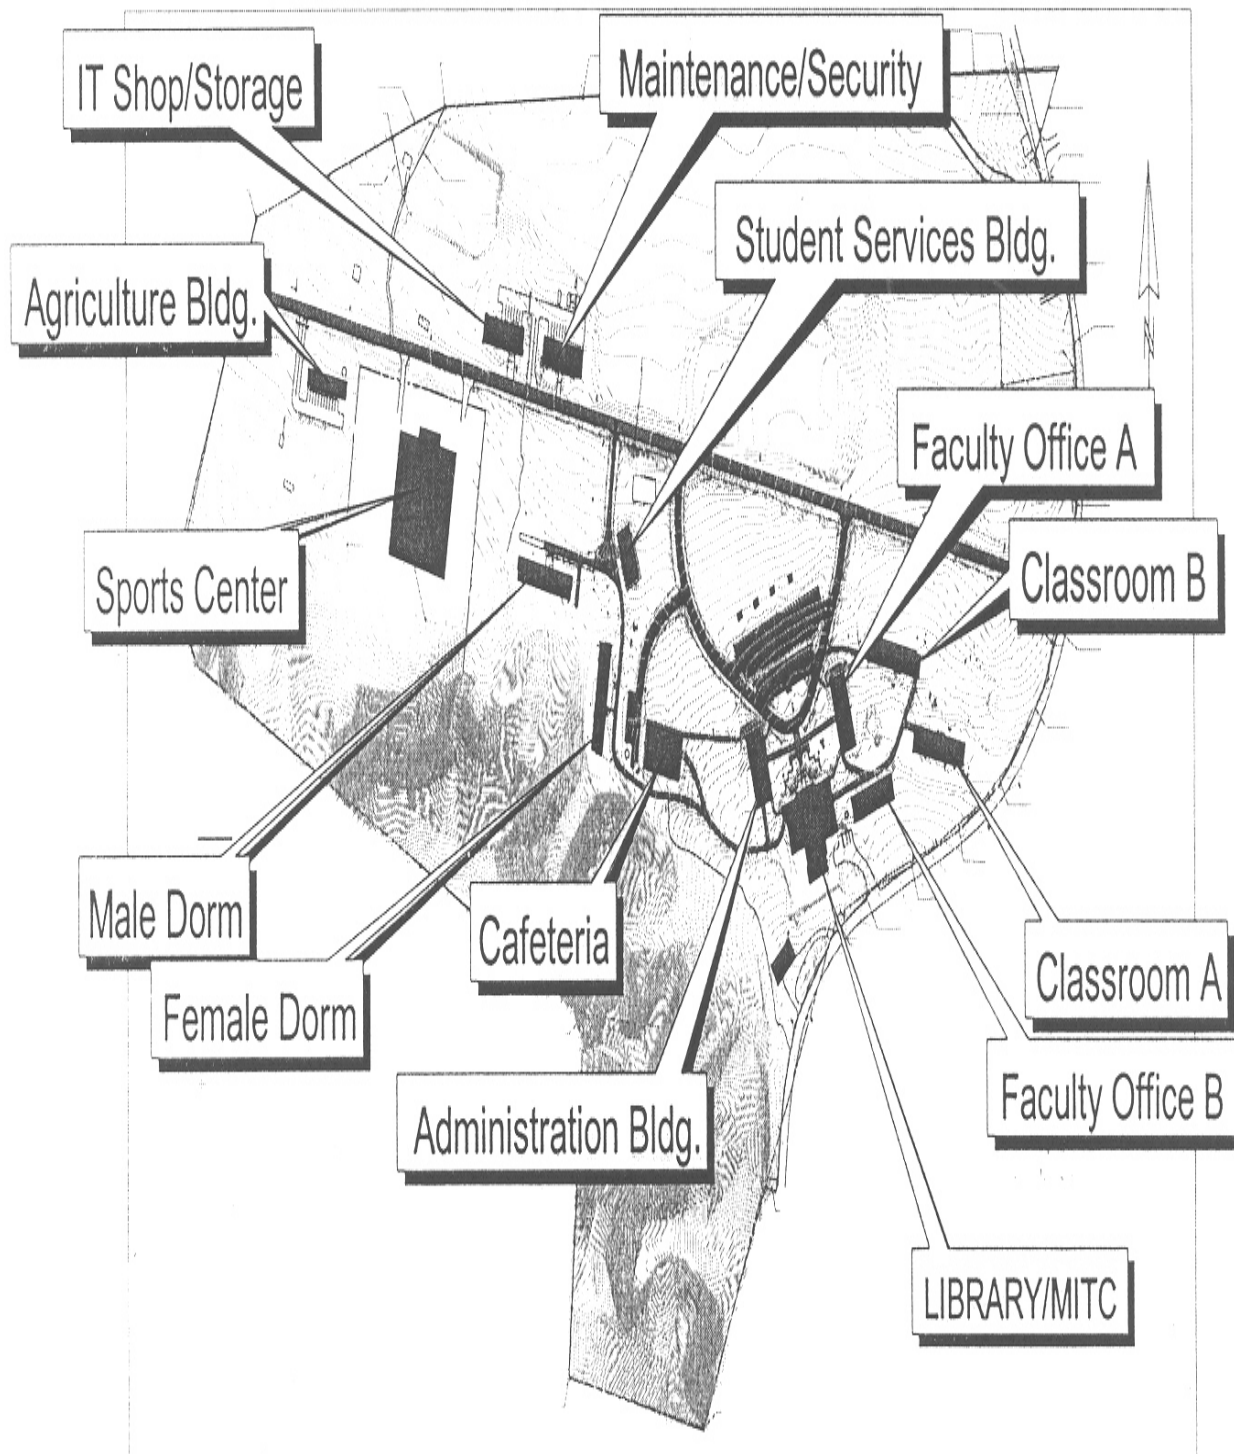 IT Shop/Storage
Maintenance/Security
Student Services Bldg.
Agriculture Bldg.
Faculty Office A
Classroom B
Sports Center
Male Dorm
Cafeteria
Female Dorm
Classroom A
Faculty Office B
Administration Bldg.
LIBRARY/MITC
N